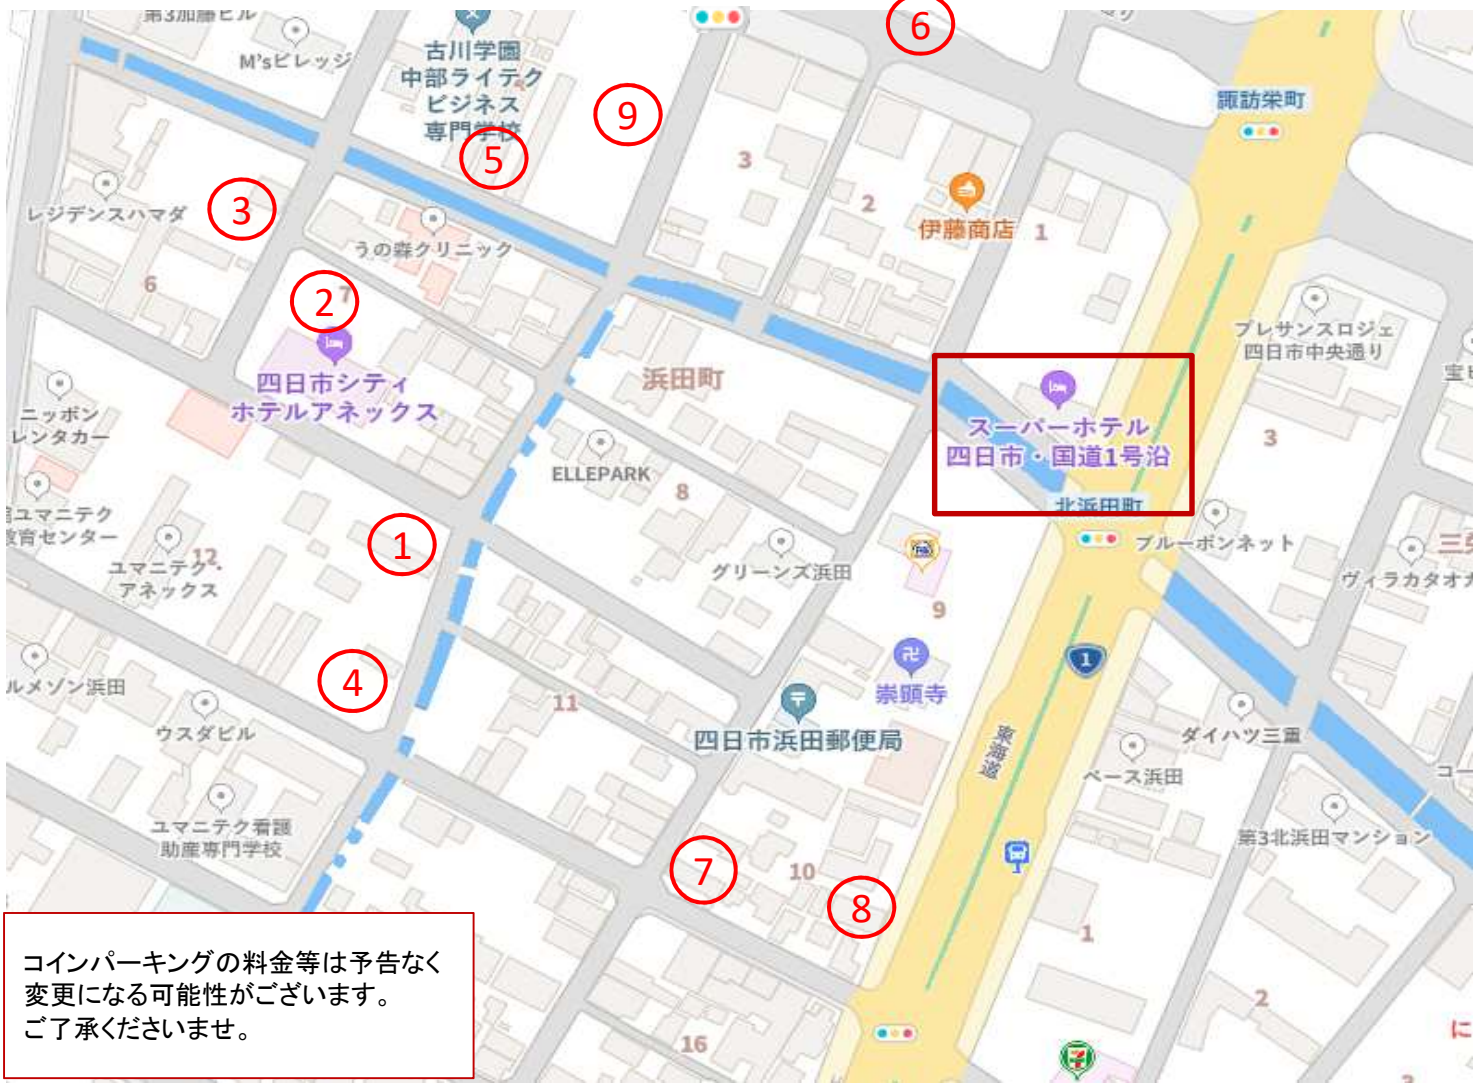 第3加藤ビル
M'sビレッジ
古川学園
中部ライテク
ビジネス
専門学校
6
9
諏訪栄町
5
3
レジデンスハマダ
3
2
伊藤商店
1
うの森クリニック
6
2
7
プレサンスロジェ
四日市中央通り
四日市シティ
ホテルアネックス
浜田町
ニッポン
レンタカー
スーパーホテル
四日市・国道1号沿
3
ELLEPARK
8
北浜田町
ユマニテク
教育センター
1
12
ユマニテク・
アネックス
グリーンズ浜田
ブルーボンネット
ヴィラカタオカ
9
4
11
崇顕寺
1
ルメゾン浜田
ウスダビル
四日市浜田郵便局
東海道
ダイハツ三重
ベース浜田
コー
ユマニテク看護
助産専門学校
第3北浜田マンション
7
10
8
1
コインパーキングの料金等は予告なく
変更になる可能性がございます。
ご了承くださいませ。
2
16
7
に